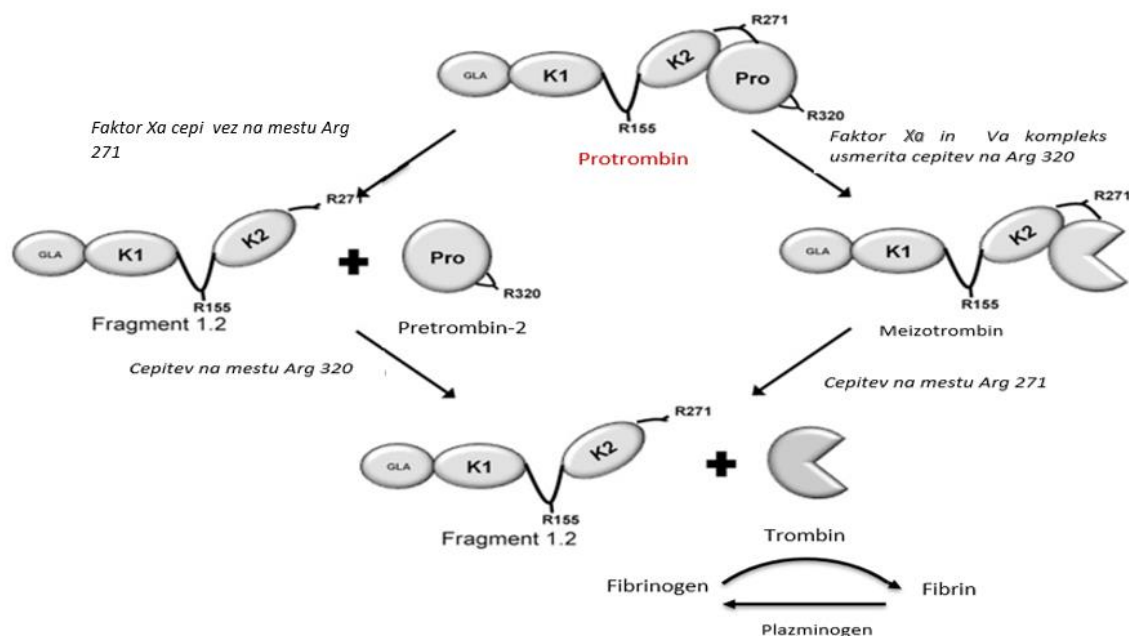 R271
GLA K1 K2 Pro
R320
R155
Protrombin
Faktor Xa cepi vez na mestu Arg
271
Faktor Xa in Va kompleks
usmerita cepitev na Arg 320
R271
GLA K1 K2
Pro
R320
R155
Fragment 1.2
Pretrombin-2
R271
GLA K1 K2
R155
Meizotrombin
Cepitev na mestu Arg 320
Cepitev na mestu Arg 271
R271
GLA K1 K2
R155
Fragment 1.2
Trombin
Fibrinogen
Fibrin
Plazminogen